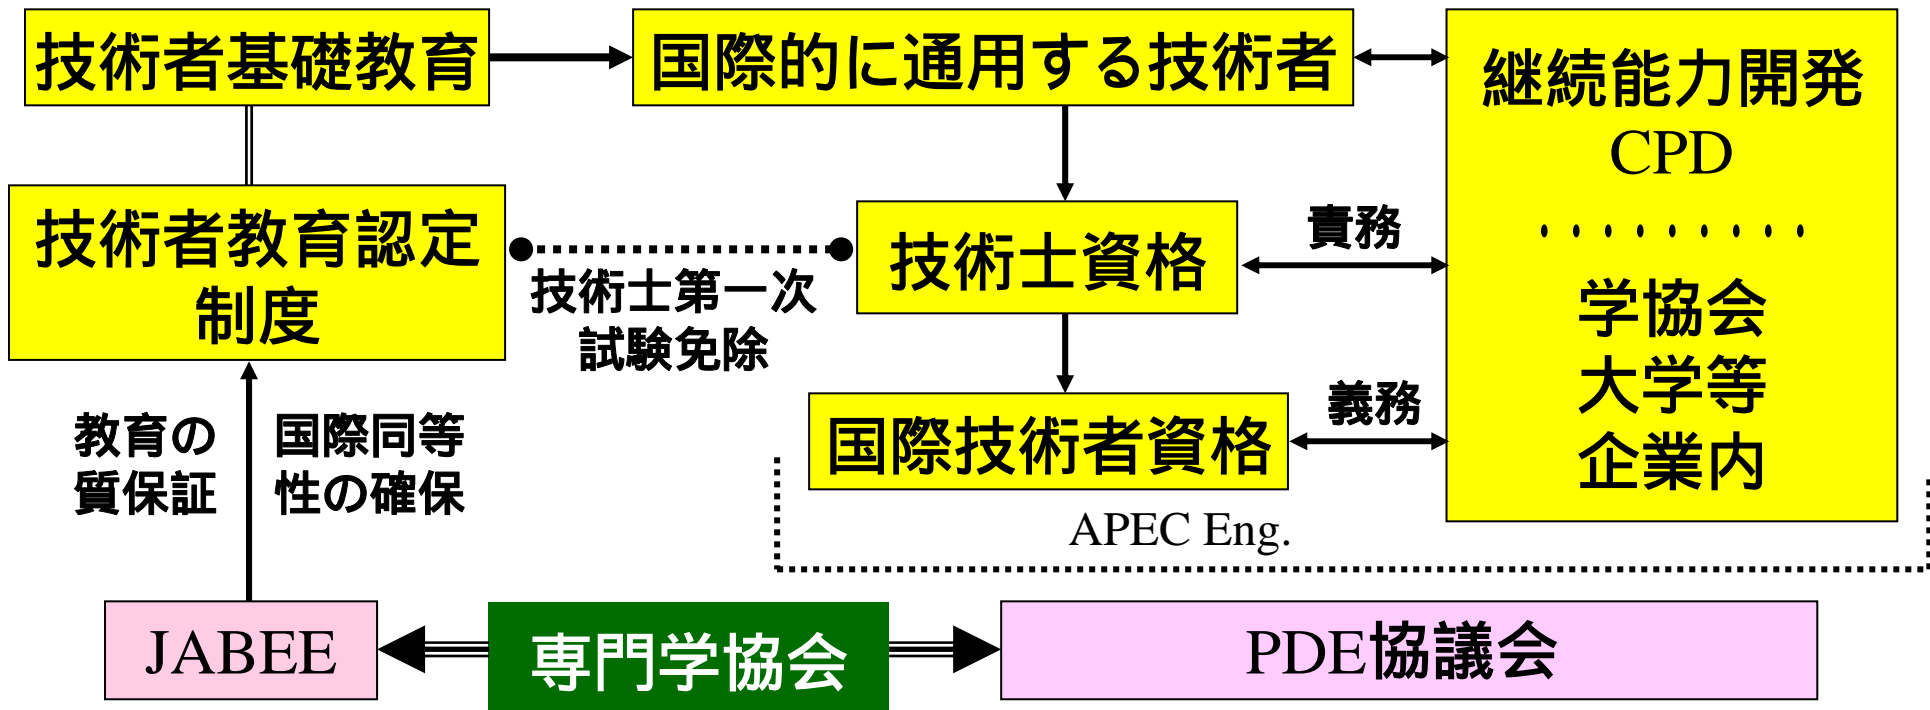 技術者基礎教育
国際的に通用する技術者
継続能力開発
CPD
・・・・・・・・・
学協会
大学等
企業内
技術者教育認定
制度
技術士第一次
試験免除
技術士資格
責務
国際技術者資格
義務
APEC Eng.
教育の
質保証
国際同等
性の確保
JABEE
専門学協会
PDE協議会